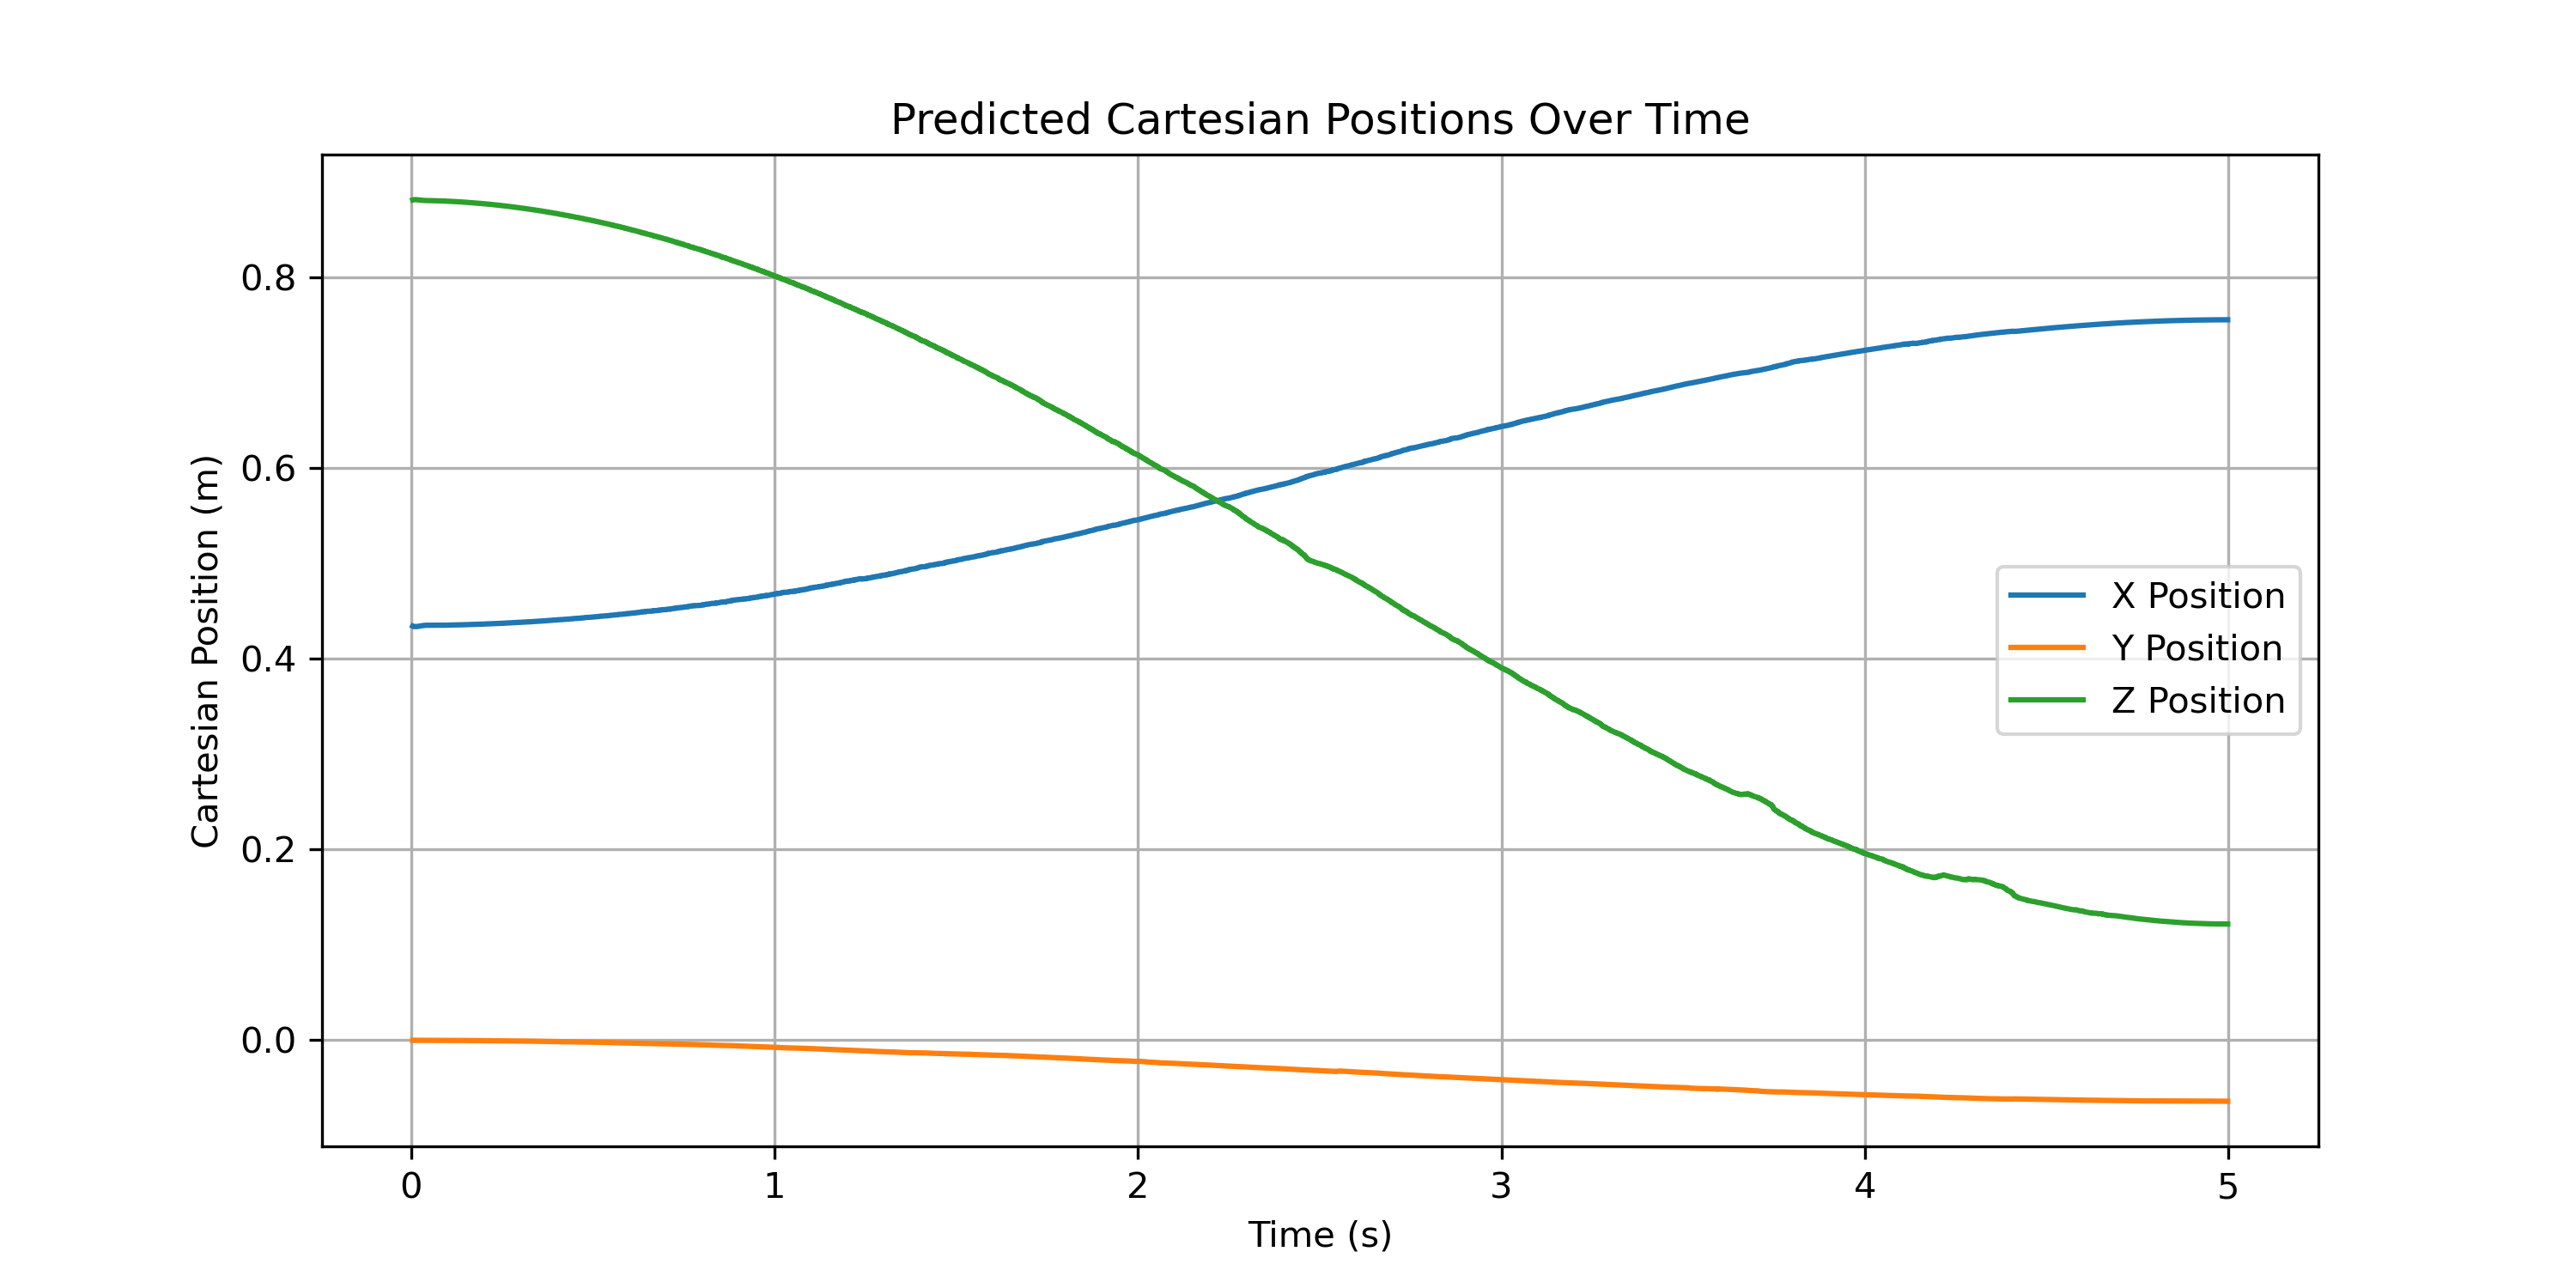 Predicted Cartesian Positions Over Time
Cartesian Position (m)
0.8
0.6
0.4
0.2
0.0
X Position
Y Position
Z Position
0 1 2 3 4 5
Time (s)